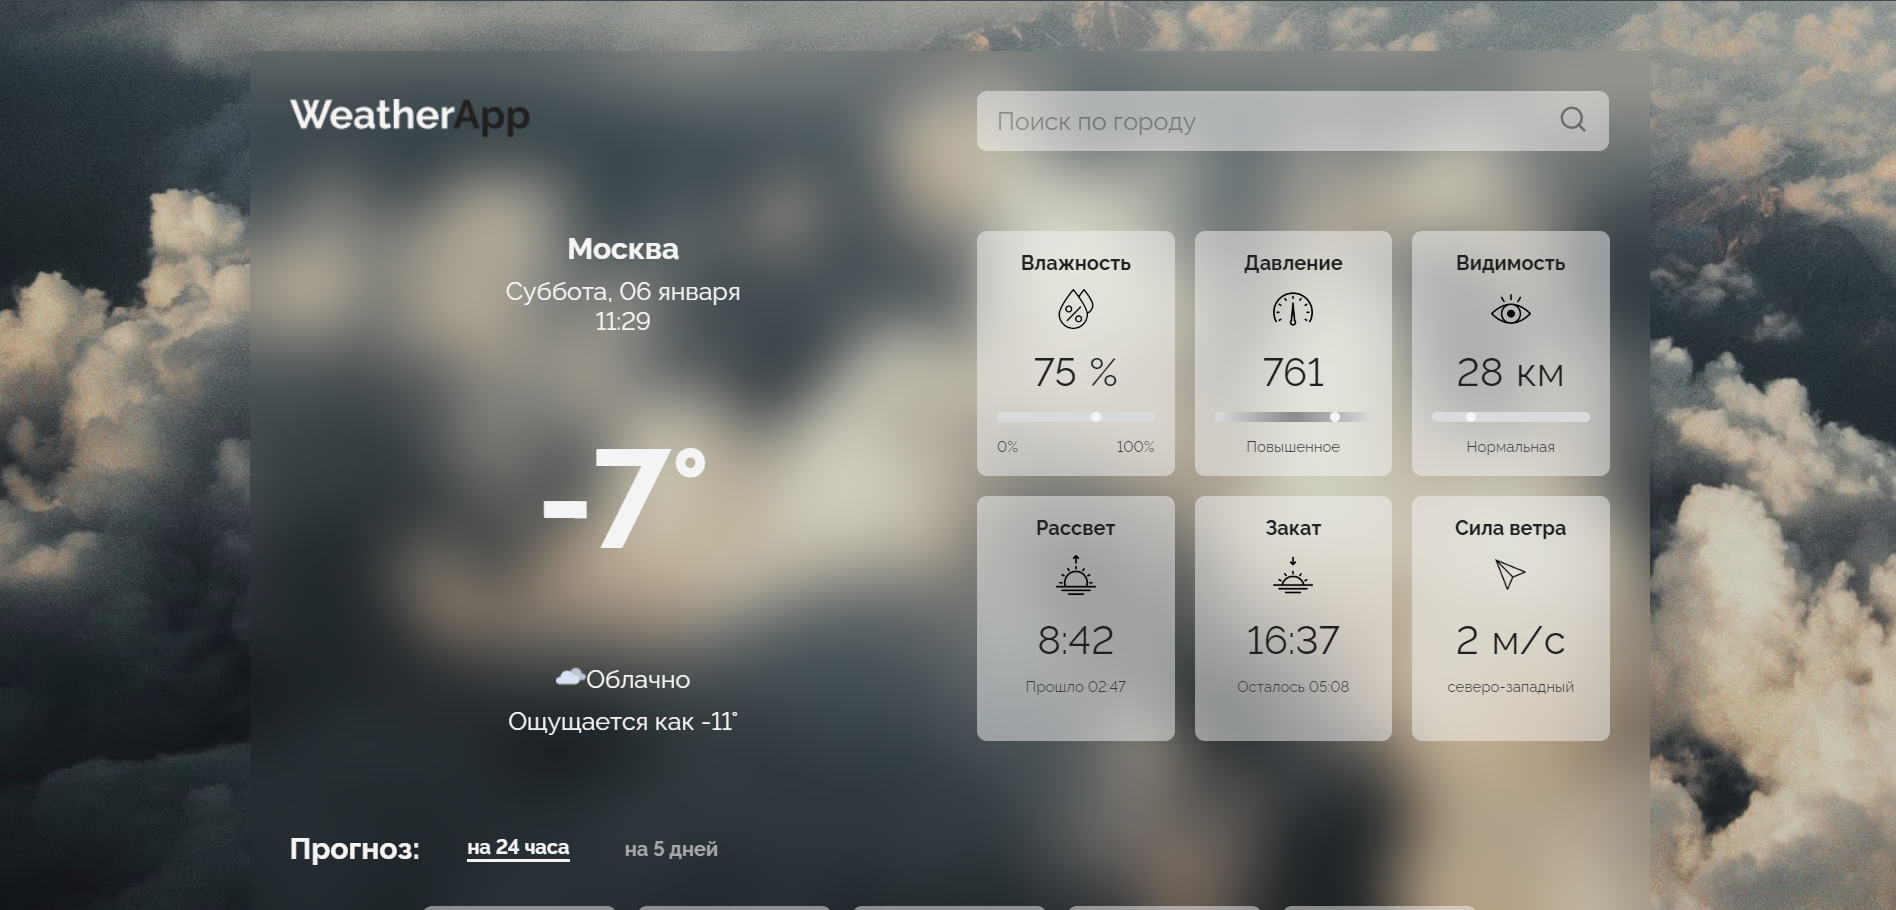 WeatherApp
Поиск по городу
Москва
Суббота, 06 января
11:29
-7°
Облачно
Ощущается как -11°
Влажность
75 %
0% 100%
Давление
761
Повышенное
Видимость
28 км
Нормальная
Рассвет
8:42
Прошло 02:47
Закат
16:37
Осталось 05:08
Сила ветра
2 м/с
северо-западный
Прогноз: на 24 часа на 5 дней